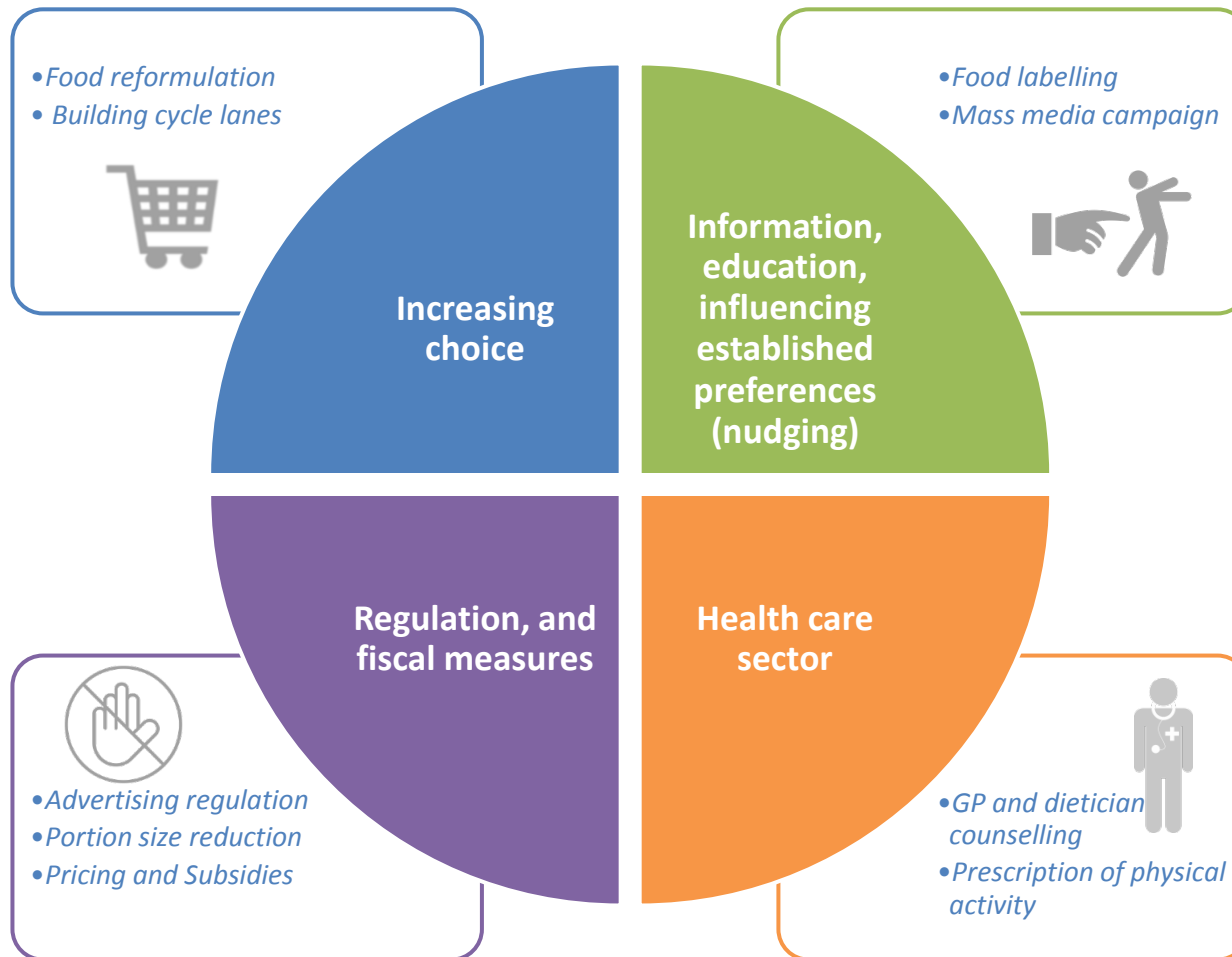 •Food reformulation
• Building cycle lanes
•Food labelling
•Mass media campaign
Increasing
choice
Information,
education,
influencing
established
preferences
(nudging)
Regulation, and
fiscal measures
Health care
sector
•Advertising regulation
•Portion size reduction
•Pricing and Subsidies
•GP and dietician
counselling
•Prescription of physical
activity